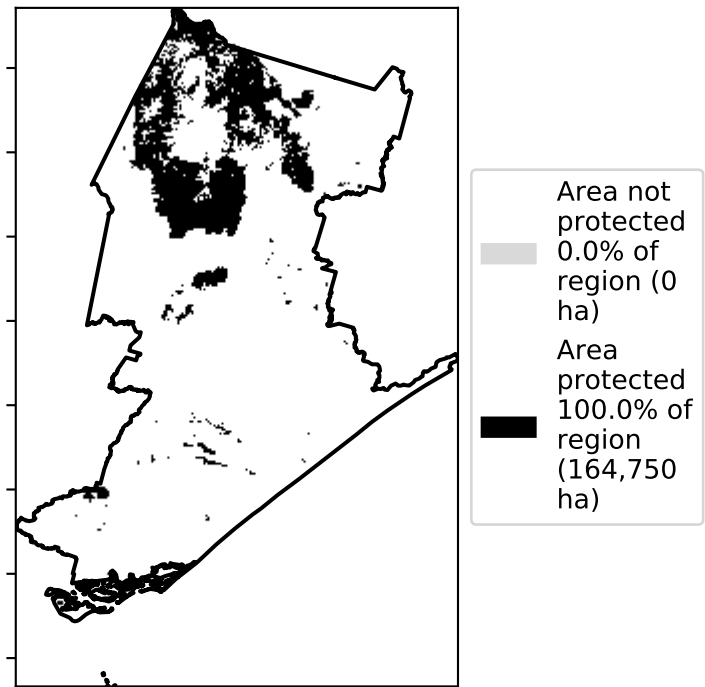 Area not
protected
0.0% of
region (0
ha)
Area
protected
100.0% of
region
(164,750
ha)